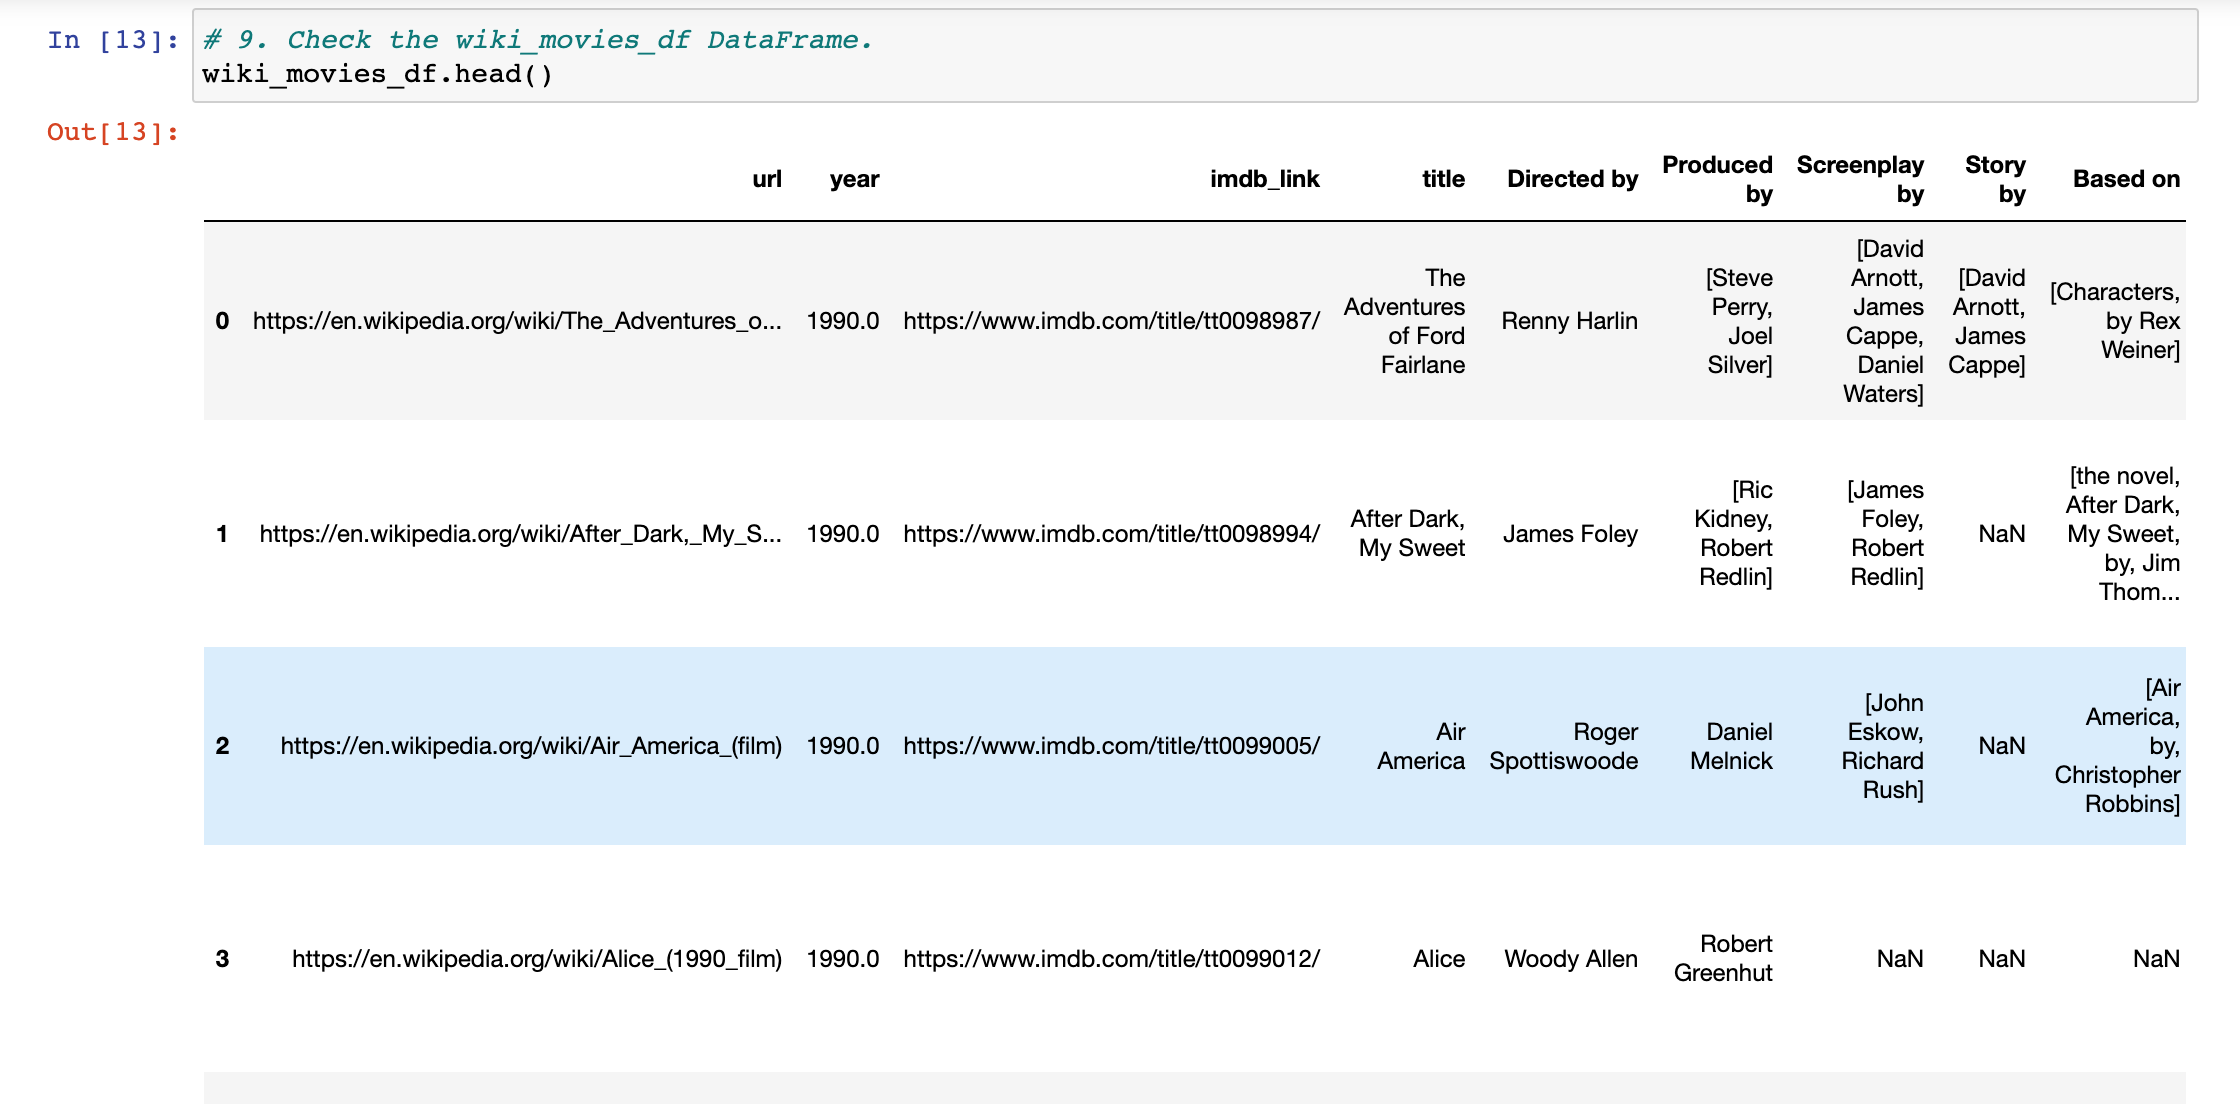 In [13]: # 9. Check the wiki_movies_df DataFrame.
wiki_movies_df.head()
Out[13]:
url year imdb_link title Directed by Produced by Screenplay by Story by Based on
0 https://en.wikipedia.org/wiki/The_Adventures_o... 1990.0 https://www.imdb.com/title/tt0098987/ The Adventures of Ford Fairlane Renny Harlin [Steve Perry, Joel Silver] [David Arnott, James Cappe, Daniel Waters] [David Arnott, James Cappe] [Characters, by Rex Weiner]
1 https://en.wikipedia.org/wiki/After_Dark,_My_S... 1990.0 https://www.imdb.com/title/tt0098994/ After Dark, My Sweet James Foley [Ric Kidney, Robert Redlin] [James Foley, Robert Redlin] NaN [the novel, After Dark, My Sweet, by, Jim Thom...
2 https://en.wikipedia.org/wiki/Air_America_(film) 1990.0 https://www.imdb.com/title/tt0099005/ Air America Roger Spottiswoode Daniel Melnick [John Eskow, Richard Rush] NaN [Air America, by, Christopher Robbins]
3 https://en.wikipedia.org/wiki/Alice_(1990_film) 1990.0 https://www.imdb.com/title/tt0099012/ Alice Woody Allen Robert Greenhut NaN NaN NaN